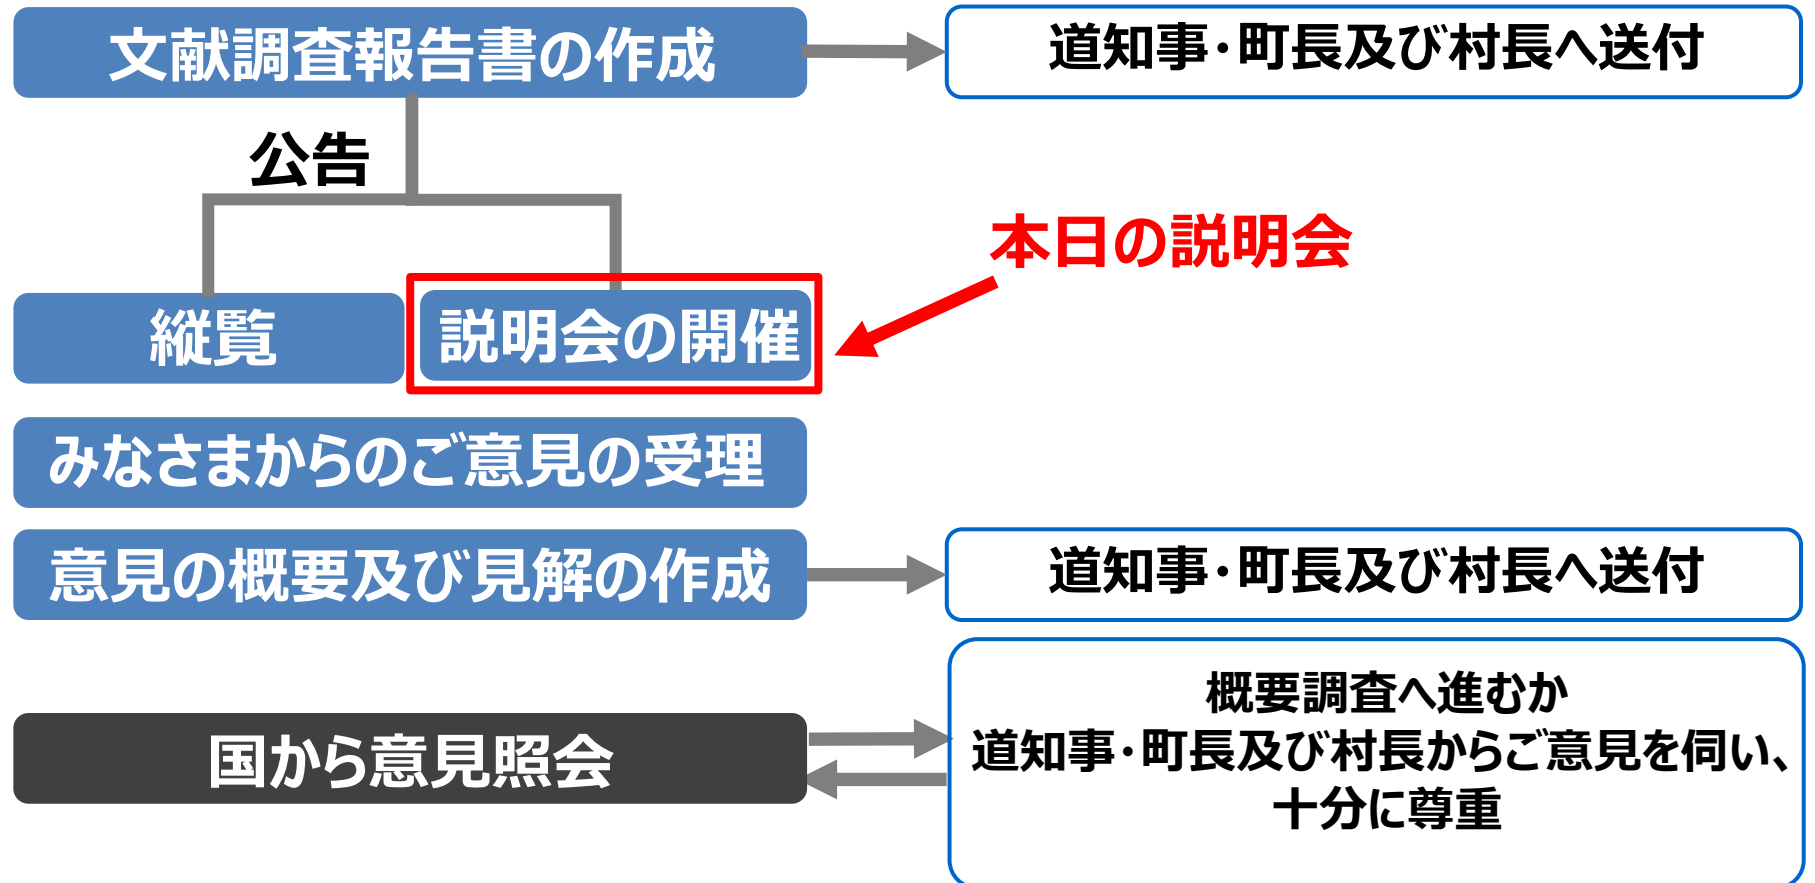 文献調査報告書の作成
道知事・町長及び村長へ送付
公告
本日の説明会
縦覧
説明会の開催
みなさまからのご意見の受理
意見の概要及び見解の作成
道知事・町長及び村長へ送付
国から意見照会
概要調査へ進むか
道知事・町長及び村長からご意見を伺い、
十分に尊重